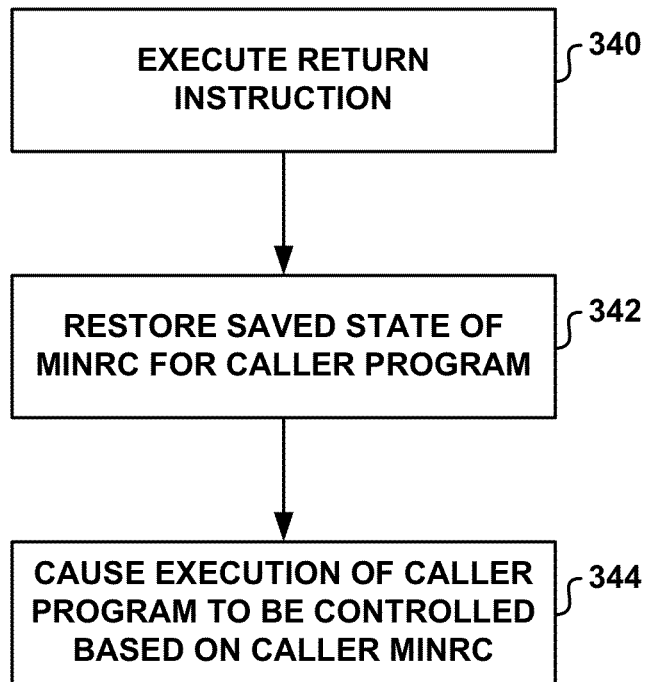 EXECUTE RETURN
INSTRUCTION
340
RESTORE SAVED STATE OF
MINRC FOR CALLER PROGRAM
342
CAUSE EXECUTION OF CALLER
PROGRAM TO BE CONTROLLED
BASED ON CALLER MINRC
344